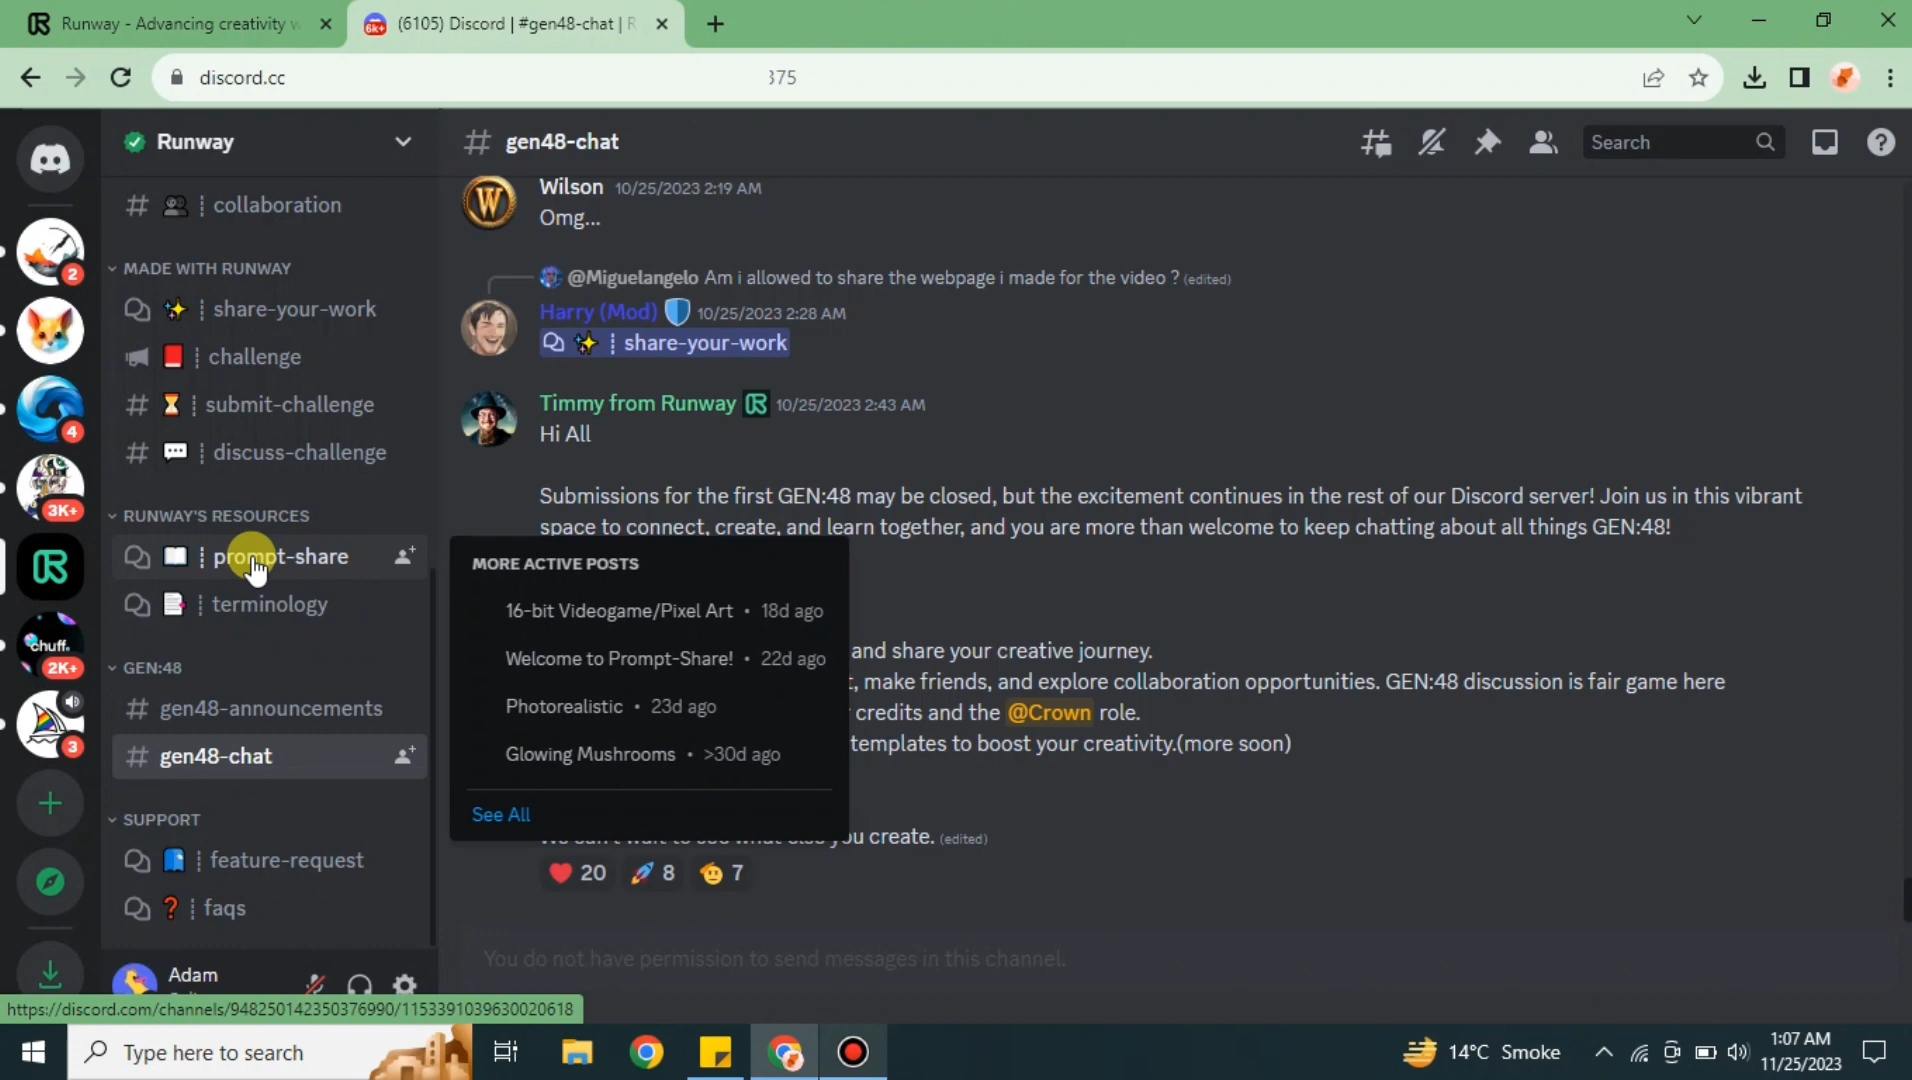 Runway - Advancing creativity w
(6105) Discord | #gen48-chat | R
6k+
discord.cc
375
Runway
gen48-chat
Search
collaboration
MADE WITH RUNWAY
share-your-work
challenge
submit-challenge
discuss-challenge
RUNWAY'S RESOURCES
prompt-share
terminology
GEN:48
gen48-announcements
gen48-chat
SUPPORT
feature-request
faqs
2
4
3K+
chuff.
2K+
3
Adam
Wilson 10/25/2023 2:19 AM
Omg...
@Miguelangelo Am i allowed to share the webpage i made for the video ? (edited)
Harry (Mod) 10/25/2023 2:28 AM
share-your-work
Timmy from Runway 10/25/2023 2:43 AM
Hi All
Submissions for the first GEN:48 may be closed, but the excitement continues in the rest of our Discord server! Join us in this vibrant
space to connect, create, and learn together, and you are more than welcome to keep chatting about all things GEN:48!
MORE ACTIVE POSTS
16-bit Videogame/Pixel Art • 18d ago
Welcome to Prompt-Share! • 22d ago
Photorealistic • 23d ago
Glowing Mushrooms • >30d ago
See All
and share your creative journey.
, make friends, and explore collaboration opportunities. GEN:48 discussion is fair game here
credits and the @Crown role.
templates to boost your creativity.(more soon)
you create. (edited)
20
8
7
You do not have permission to send messages in this channel.
https://discord.com/channels/948250142350376990/1153391039630020618
Type here to search
14°C Smoke
1:07 AM
11/25/2023